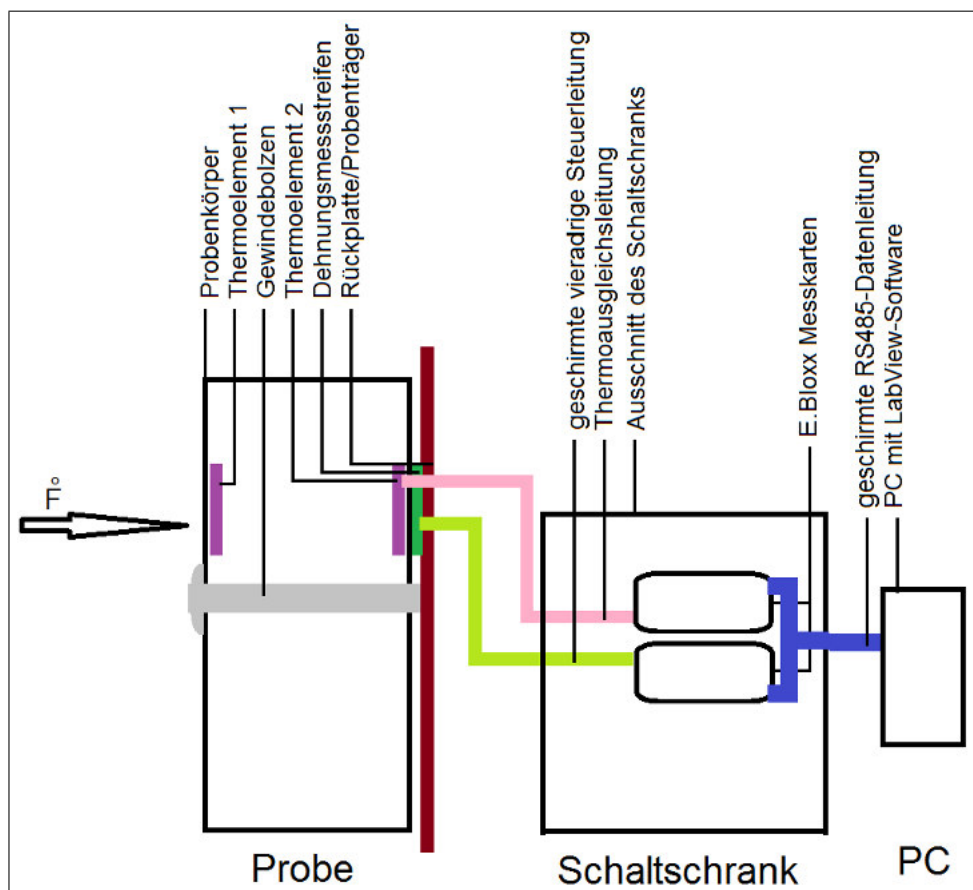 Probenkörper
Thermoelement 1
Gewindebolzen
Thermoelement 2
Dehnungsmessstreifen
Rückplatte/Probenträger
geschirmte vieradrige Steuerleitung
Thermoausgleichsleitung
Ausschnitt des Schaltschranks
E.Bloxx Messkarten
geschirmte RS485-Datenleitung
PC mit LabView-Software
F°
Probe
Schaltschrank
PC